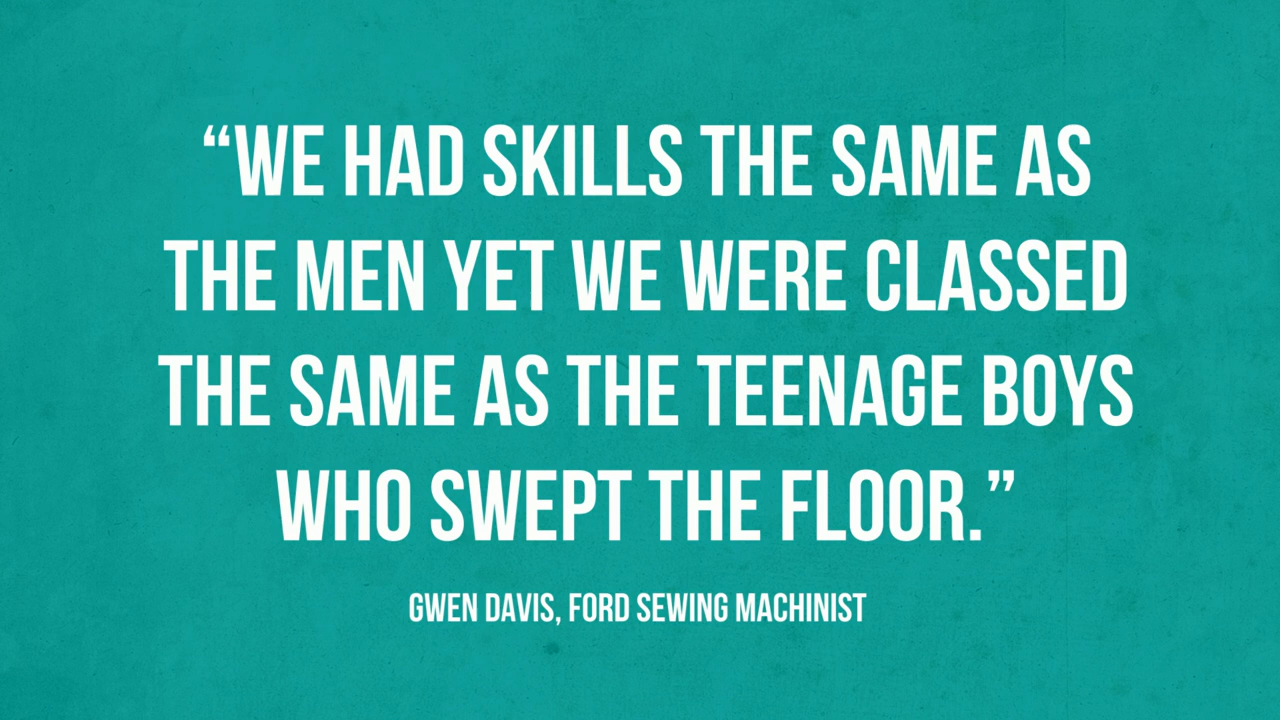 “WE HAD SKILLS THE SAME AS
THE MEN YET WE WERE CLASSED
THE SAME AS THE TEENAGE BOYS
WHO SWEPT THE FLOOR.”
GWEN DAVIS, FORD SEWING MACHINIST